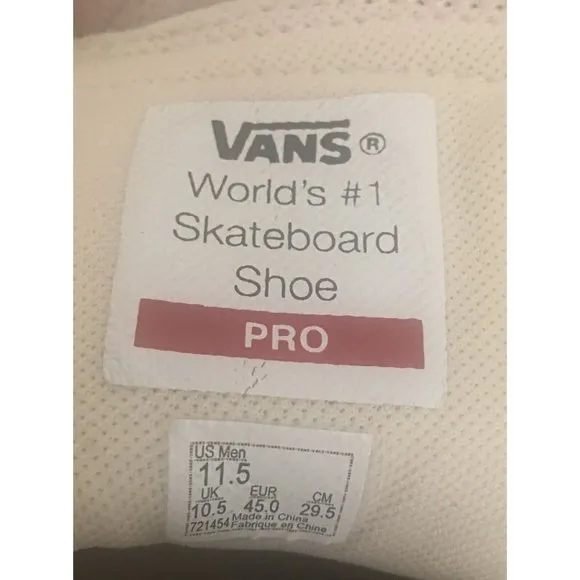 VANS®
World's #1
Skateboard
Shoe
PRO
US Men
11.5
UK EUR CM
10.5 45.0 29.5
Made in China
721454 Fabrique en Chine